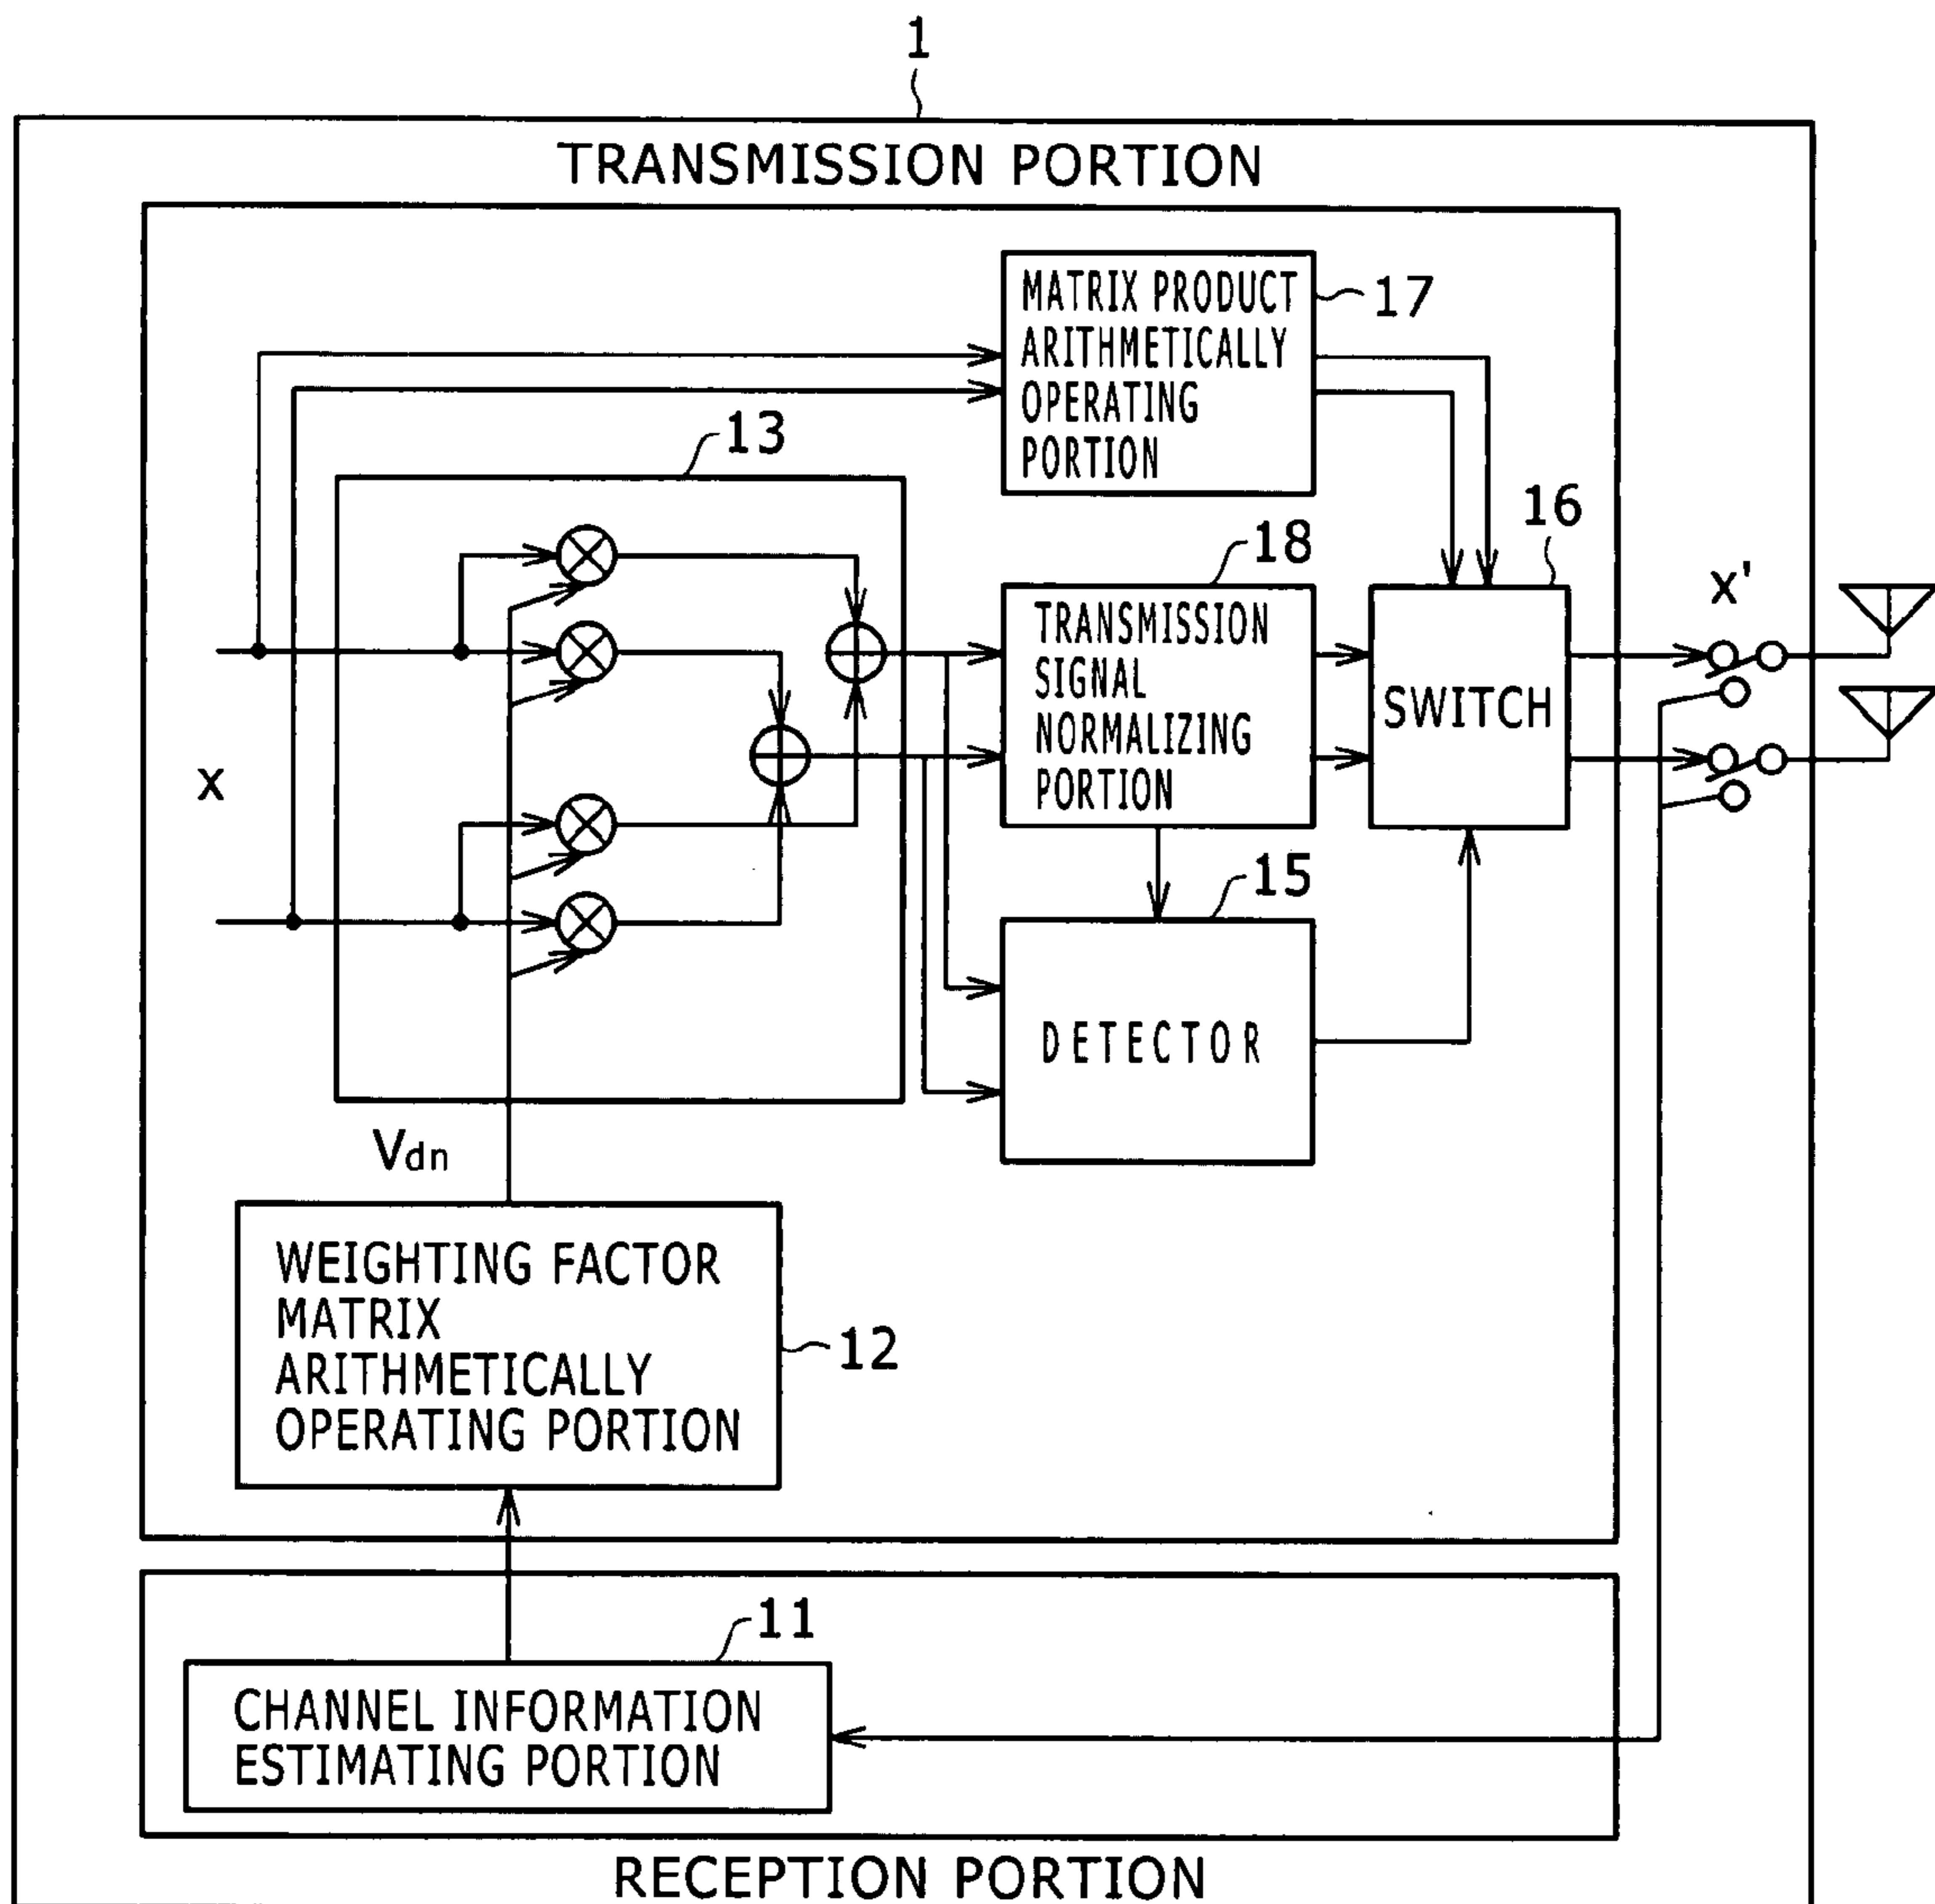 1
TRANSMISSION PORTION
MATRIX PRODUCT
ARITHMETICALLY
OPERATING
PORTION
17
13
16
18
TRANSMISSION
SIGNAL
NORMALIZING
PORTION
SWITCH
x'
x
15
DETECTOR
Vdn
WEIGHTING FACTOR
MATRIX
ARITHMETICALLY
OPERATING PORTION
12
11
CHANNEL INFORMATION
ESTIMATING PORTION
RECEPTION PORTION